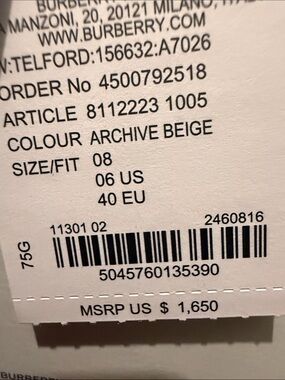 BURBERRY
MANZONI, 20, 20121 MILANO,
WWW.BURBERRY.COM
W:TELFORD:156632:A7026
ORDER No 4500792518
ARTICLE 8112223 1005
COLOUR ARCHIVE BEIGE
SIZE/FIT 08
06 US
40 EU
75G
11301 02 2460816
5045760135390
MSRP US $ 1,650